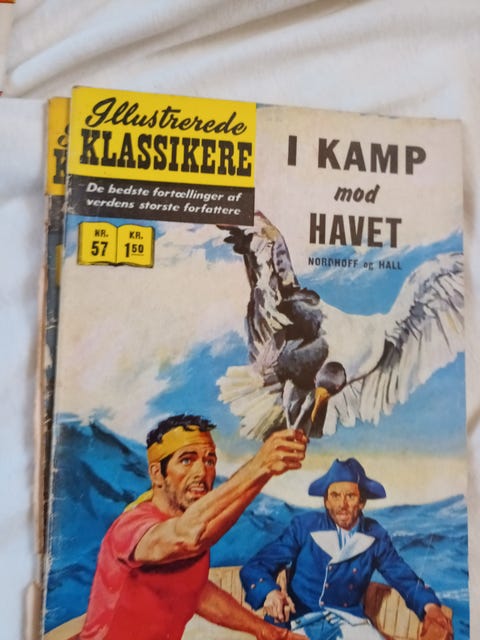 Illustrerede
KLASSIKERE
De bedste fortællinger af
verdens storste forfattere
NR. 57
KR. 1 50
I KAMP
mod
HAVET
NORDHOFF og HALL